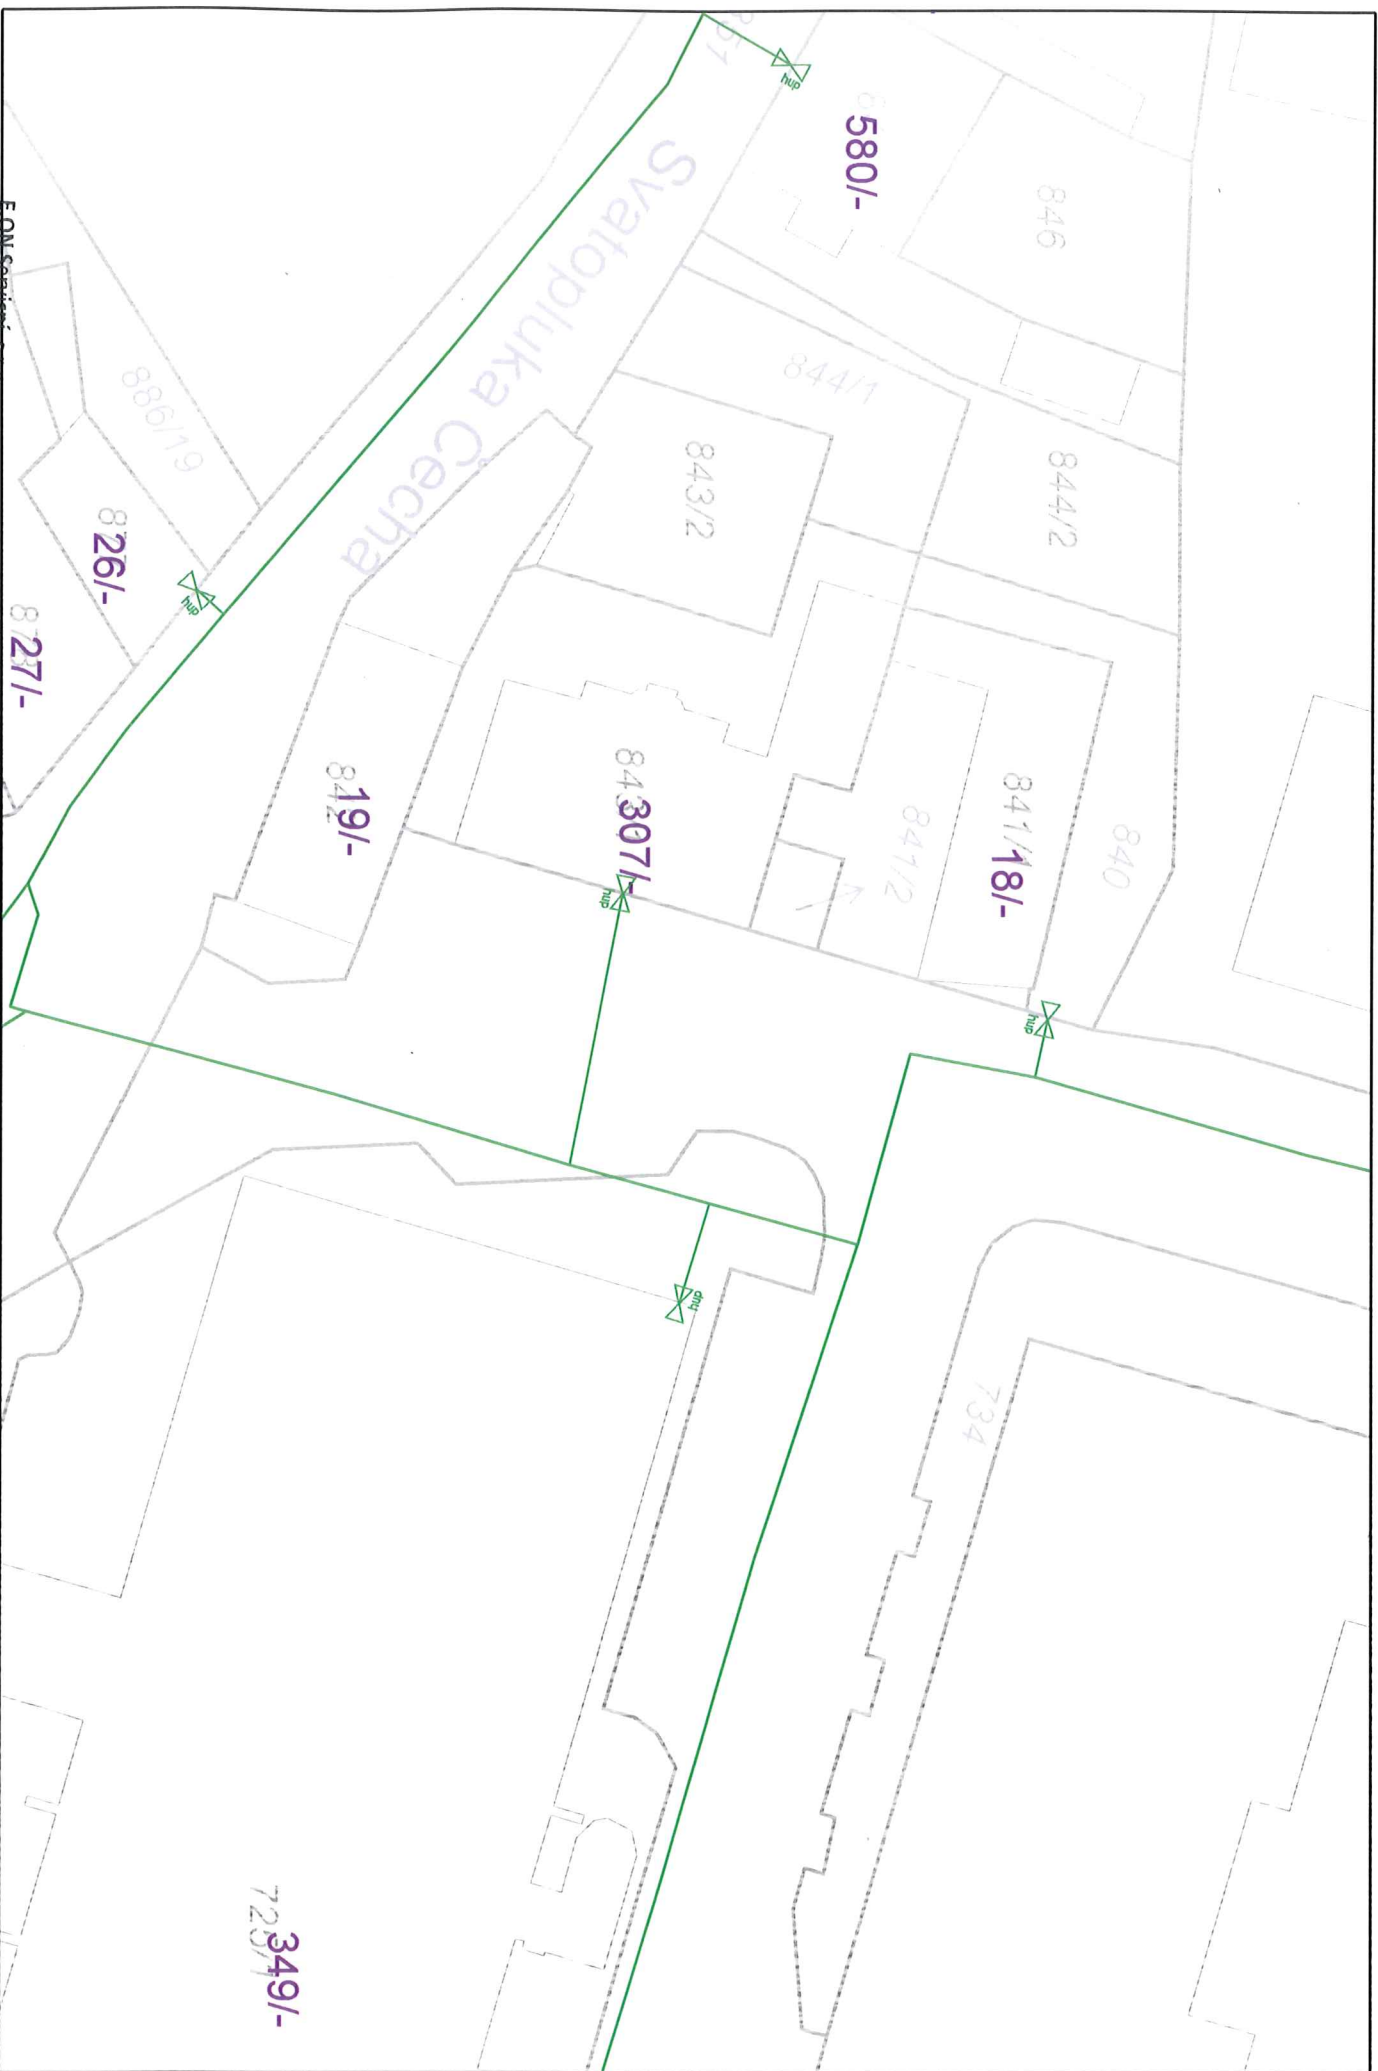 hup
580/-
846
Svatopluka Čecha
844/1
843/2
844/2
886/19
26/-
hup
27/-
19/-
307/-
hup
841/2
18/-
840
hup
hup
734
349/-